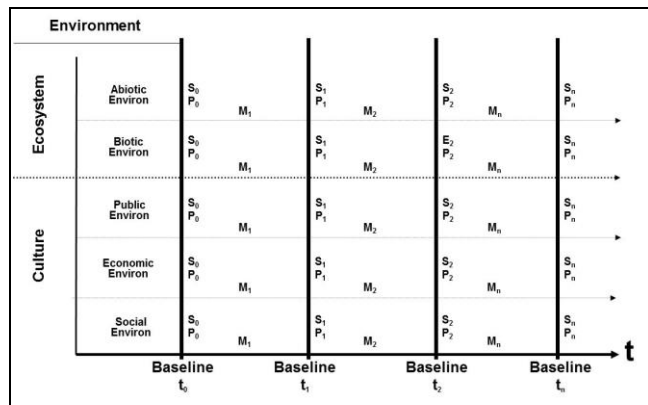 Environment
Ecosystem
Culture
Abiotic
Environ
S₀
P₀
M₁
S₁
P₁
M₂
S₂
P₂
Mₙ
Sₙ
Pₙ
Biotic
Environ
S₀
P₀
M₁
S₁
P₁
M₂
E₂
P₂
Mₙ
Sₙ
Pₙ
Public
Environ
S₀
P₀
M₁
S₁
P₁
M₂
S₂
P₂
Mₙ
Sₙ
Pₙ
Economic
Environ
S₀
P₀
M₁
S₁
P₁
M₂
S₂
P₂
Mₙ
Sₙ
Pₙ
Social
Environ
S₀
P₀
M₁
S₁
P₁
M₂
S₂
P₂
Mₙ
Sₙ
Pₙ
t
Baseline
t₀
Baseline
t₁
Baseline
t₂
Baseline
tₙ